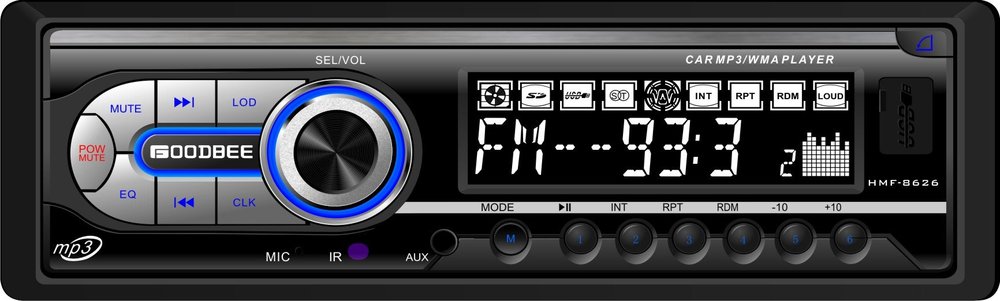 SEL/VOL
CAR MP3/WMA PLAYER
MUTE
LOD
POW
MUTE
GOODBEE
EQ
CLK
SD
INT RPT RDM LOUD
FM--93:3 2
HMF-8626
MODE INT RPT RDM -10 +10
M 1 2 3 4 5 6
mp3
MIC IR AUX